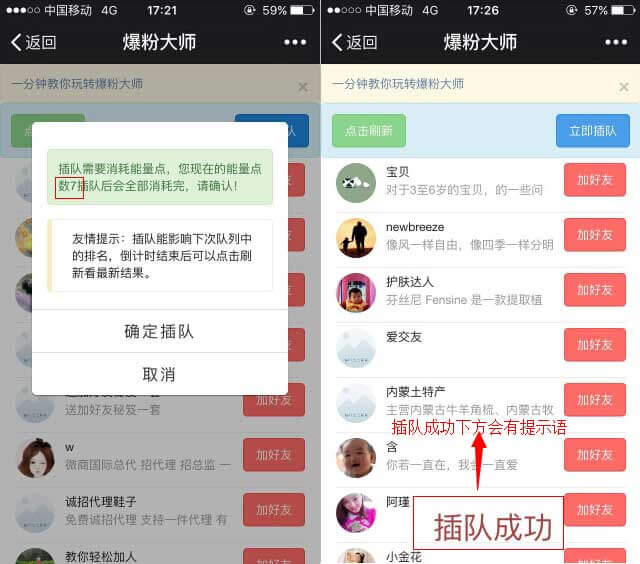 中国移动 4G 17:21 59%
返回 爆粉大师
一分钟教你玩转爆粉大师 ×
插队需要消耗能量点，您现在的能量点
数7插队后会全部消耗完，请确认！
友情提示：插队能影响下次队列中
的排名，倒计时结束后可以点击刷
新看最新结果。
确定插队
取消
送加好友秘笈一套
加好友
w
微商国际总代 招代理 招总监 一
加好友
诚招代理鞋子
免费诚招代理 支持一件代理 有
加好友
教你轻松加人
加好友
中国移动 4G 17:26 57%
返回 爆粉大师
一分钟教你玩转爆粉大师 ×
点击刷新 立即插队
宝贝
对于3至6岁的宝贝，的一些问
加好友
newbreeze
像风一样自由，像四季一样分明
加好友
护肤达人
芬丝尼 Fensine 是一款提取植
加好友
爱交友
加好友
内蒙土特产
主营内蒙古牛羊角梳、内蒙古牧
加好友
插队成功下方会有提示语
含
你若一直在，我会一直爱
加好友
阿瑾
加好友
插队成功
小金花
加好友